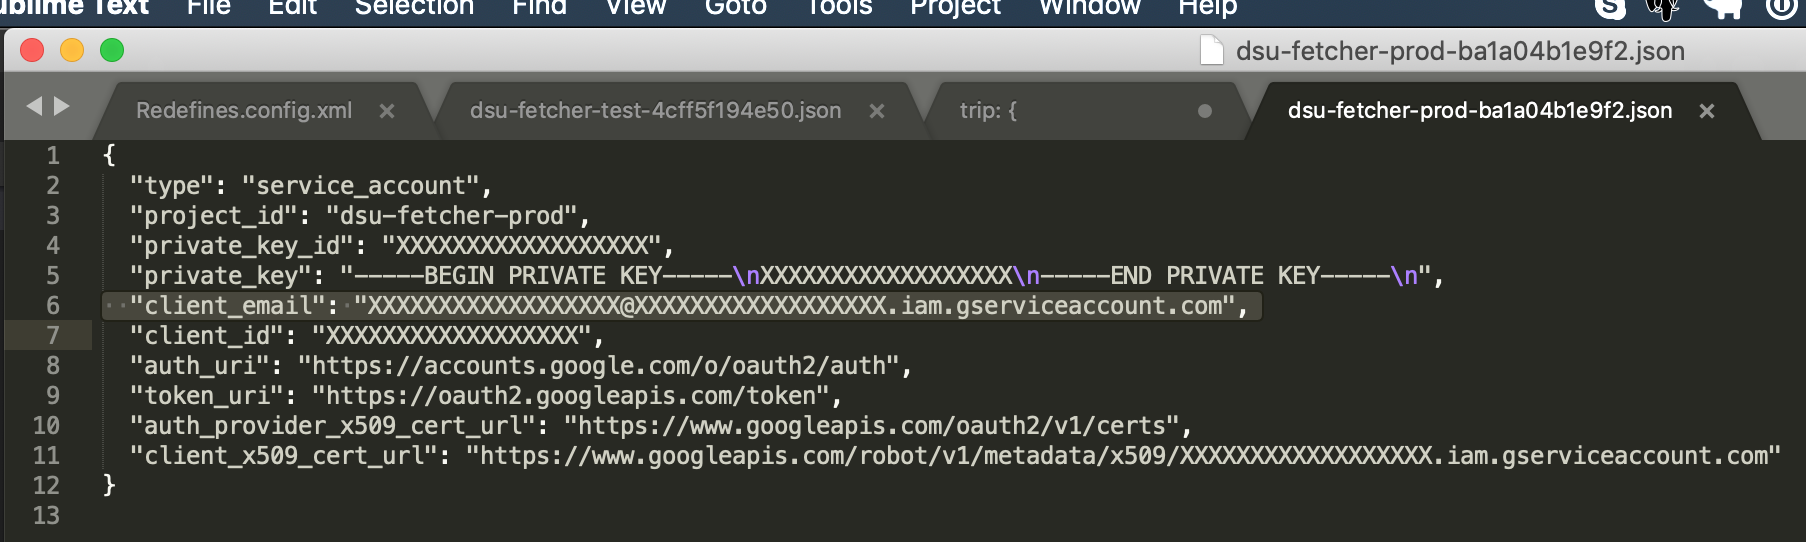 Sublime Text File Edit Selection Find View Goto Tools Project Window Help
dsu-fetcher-prod-ba1a04b1e9f2.json
Redefines.config.xml dsu-fetcher-test-4cff5f194e50.json trip: { dsu-fetcher-prod-ba1a04b1e9f2.json
1 {
2 "type": "service_account",
3 "project_id": "dsu-fetcher-prod",
4 "private_key_id": "XXXXXXXXXXXXXXXXXX",
5 "private_key": "-----BEGIN PRIVATE KEY-----\nXXXXXXXXXXXXXXXXXX\n-----END PRIVATE KEY-----\n",
6 "client_email": "XXXXXXXXXXXXXXXXXX@XXXXXXXXXXXXXXXXXX.iam.gserviceaccount.com",
7 "client_id": "XXXXXXXXXXXXXXXXXX",
8 "auth_uri": "https://accounts.google.com/o/oauth2/auth",
9 "token_uri": "https://oauth2.googleapis.com/token",
10 "auth_provider_x509_cert_url": "https://www.googleapis.com/oauth2/v1/certs",
11 "client_x509_cert_url": "https://www.googleapis.com/robot/v1/metadata/x509/XXXXXXXXXXXXXXXXXX.iam.gserviceaccount.com"
12 }
13